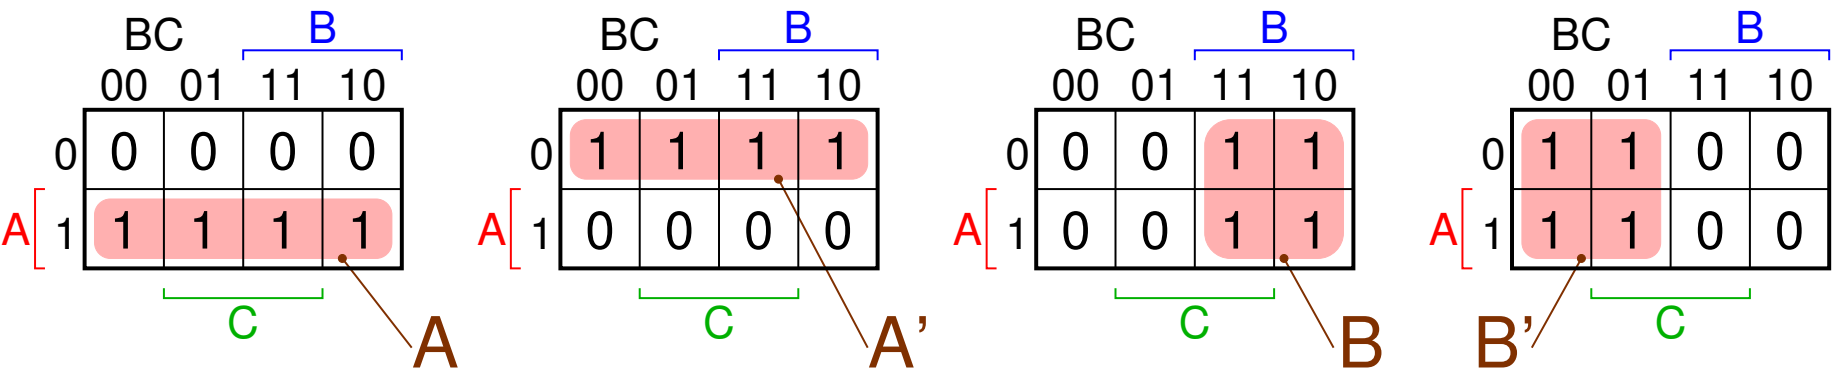 BC B
00 01 11 10
0 0 0 0 0
A 1 1 1 1 1
C
A
BC B
00 01 11 10
0 1 1 1 1
A 1 0 0 0 0
C
A’
BC B
00 01 11 10
0 0 0 1 1
A 1 0 0 1 1
C
B
BC B
00 01 11 10
0 1 1 0 0
A 1 1 1 0 0
C
B’